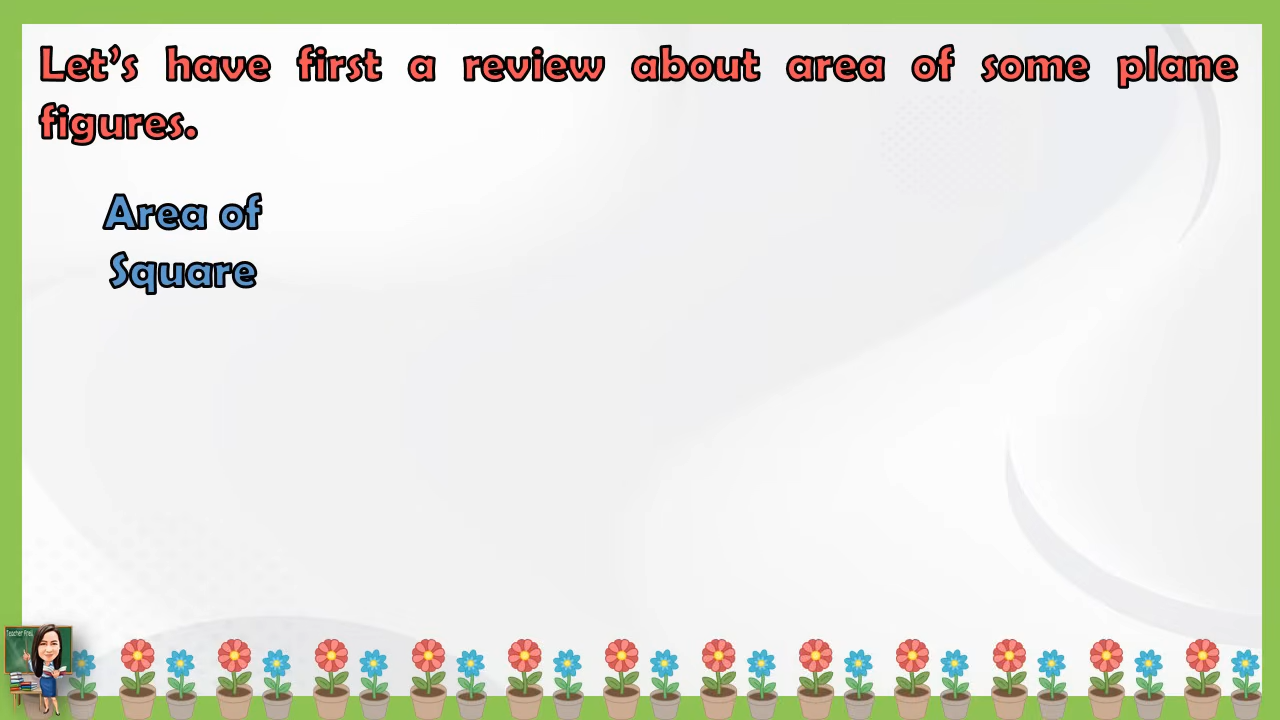 Let's have first a review about area of some plane
figures.
Area of
Square